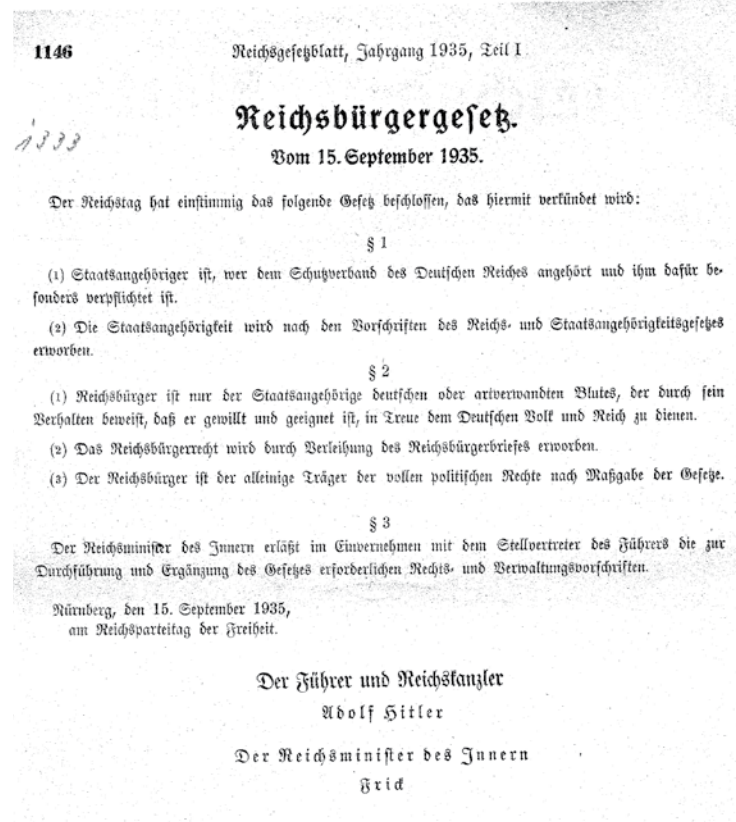 1146 Reichsgesetzblatt, Jahrgang 1935, Teil I
Reichsbürgergesetz.
1333
Vom 15. September 1935.
Der Reichstag hat einstimmig das folgende Gesetz beschlossen, das hiermit verkündet wird:
§ 1
(1) Staatsangehöriger ist, wer dem Schutzverband des Deutschen Reiches angehört und ihm dafür be-
sonders verpflichtet ist.
(2) Die Staatsangehörigkeit wird nach den Vorschriften des Reichs- und Staatsangehörigkeitsgesetzes
erworben.
§ 2
(1) Reichsbürger ist nur der Staatsangehörige deutschen oder artverwandten Blutes, der durch sein
Verhalten beweist, daß er gewillt und geeignet ist, in Treue dem Deutschen Volk und Reich zu dienen.
(2) Das Reichsbürgerrecht wird durch Verleihung des Reichsbürgerbriefes erworben.
(3) Der Reichsbürger ist der alleinige Träger der vollen politischen Rechte nach Maßgabe der Gesetze.
§ 3
Der Reichsminister des Innern erläßt im Einvernehmen mit dem Stellvertreter des Führers die zur
Durchführung und Ergänzung des Gesetzes erforderlichen Rechts- und Verwaltungsvorschriften.
Nürnberg, den 15. September 1935,
am Reichsparteitag der Freiheit.
Der Führer und Reichskanzler
Adolf Hitler
Der Reichsminister des Innern
Frick